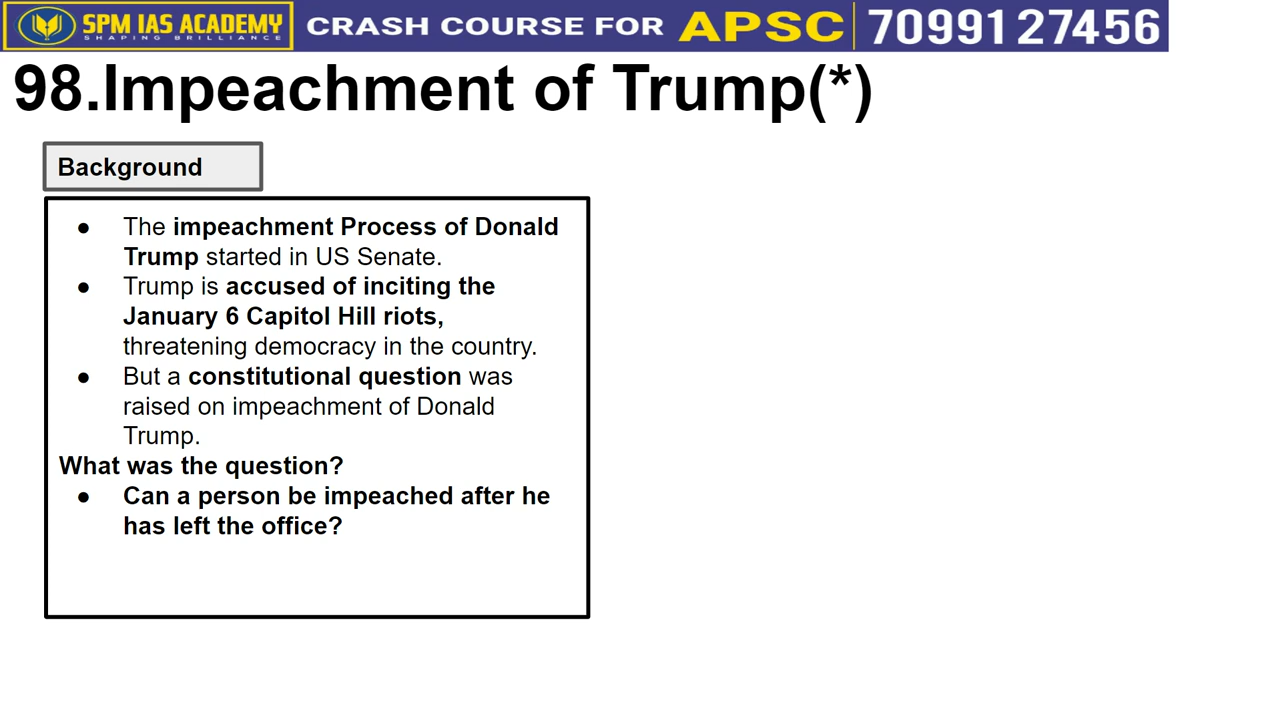 SPM IAS ACADEMY
SHAPING BRILLIANCE
CRASH COURSE FOR APSC 70991 27456
98.Impeachment of Trump(*)
Background
● The impeachment Process of Donald
Trump started in US Senate.
● Trump is accused of inciting the
January 6 Capitol Hill riots,
threatening democracy in the country.
● But a constitutional question was
raised on impeachment of Donald
Trump.
What was the question?
● Can a person be impeached after he
has left the office?